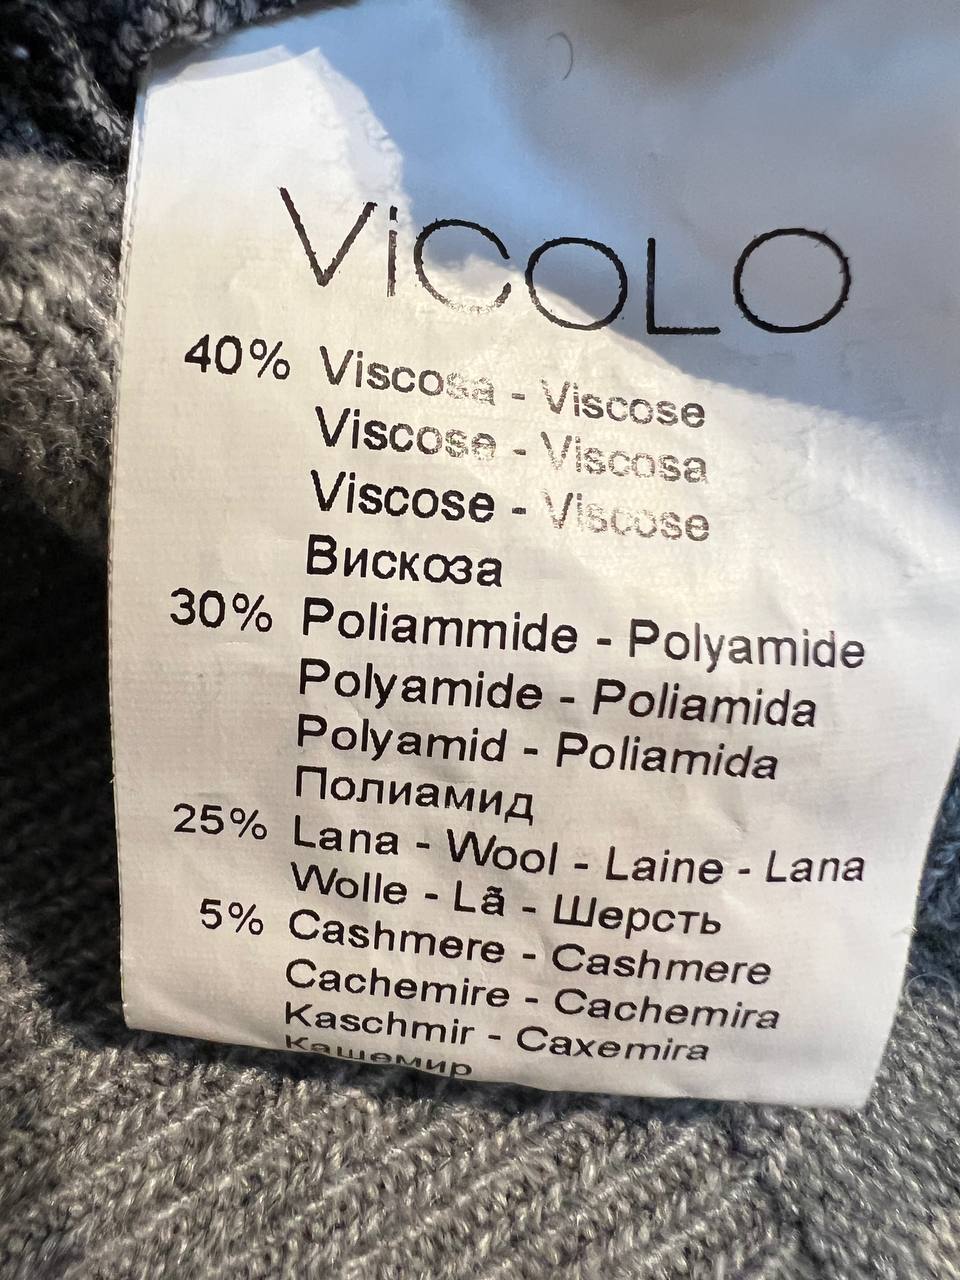 ViCOLO
40% Viscosa - Viscose
Viscose - Viscosa
Viscose - Viscose
Вискоза
30% Poliammide - Polyamide
Polyamide - Poliamida
Polyamid - Poliamida
Полиамид
25% Lana - Wool - Laine - Lana
Wolle - Lã - Шерсть
5% Cashmere - Cashmere
Cachemire - Cachemira
Kaschmir - Caxemira
Кашемир